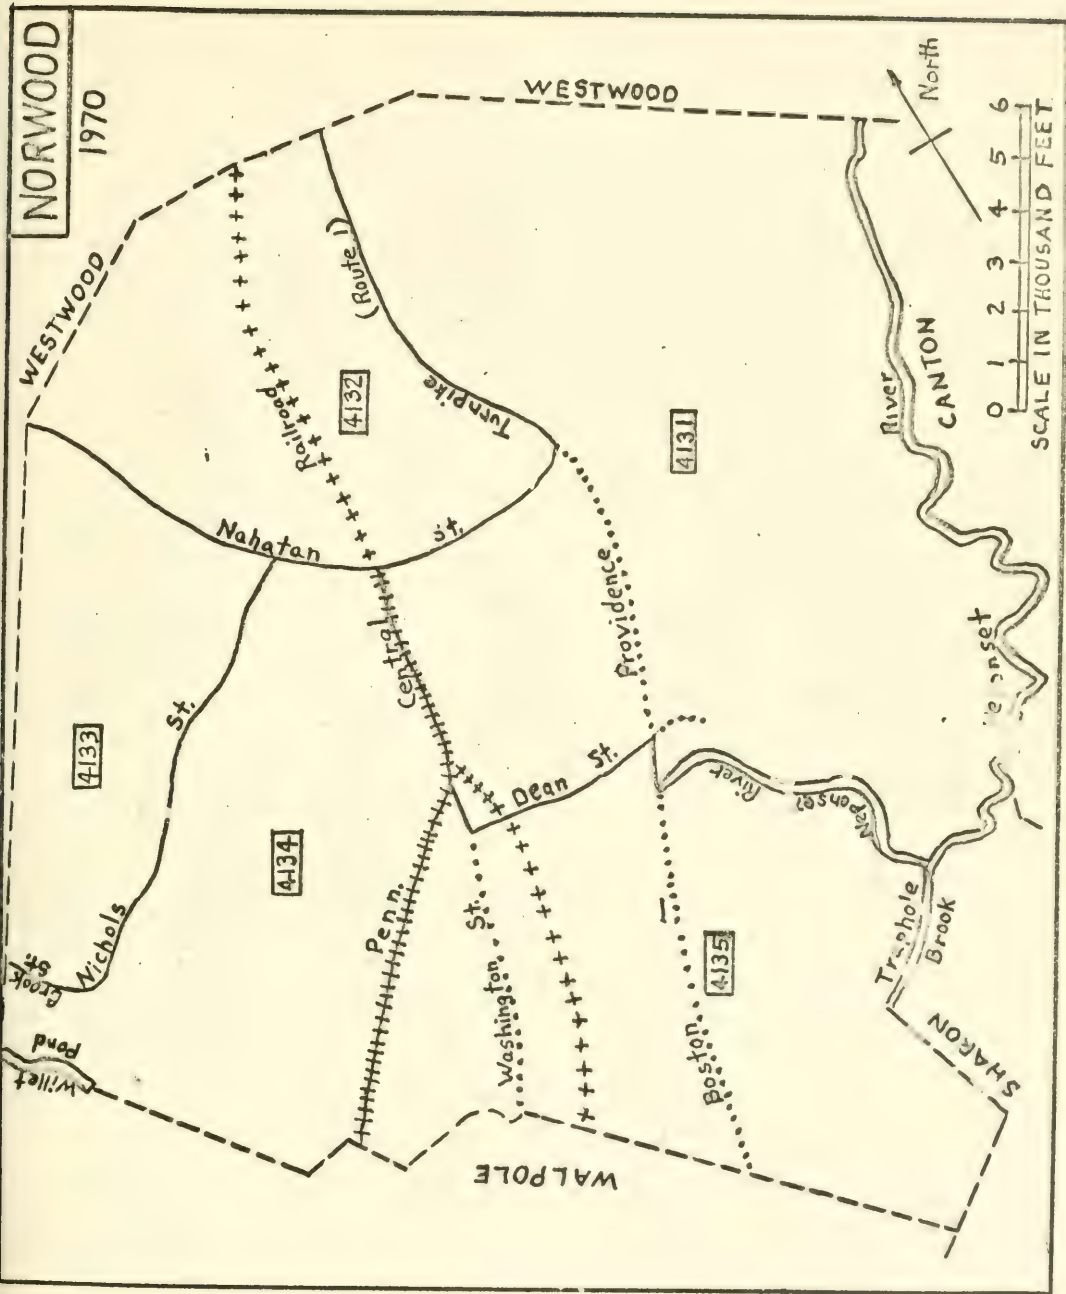 NORWOOD
1970
WESTWOOD
WESTWOOD
North
(Route 1)
Turnpike
Railroad
4132
4131
River
CANTON
0 1 2 3 4 5 6
SCALE IN THOUSAND FEET
Nahatan
St.
Central
Providence
4133
St.
Dean
St.
Neponset
River
4134
Nichols
Brook
St.
Willet
Pond
Penn.
Washington
St.
Boston
4135
Traphole
Brook
SHARON
WALPOLE